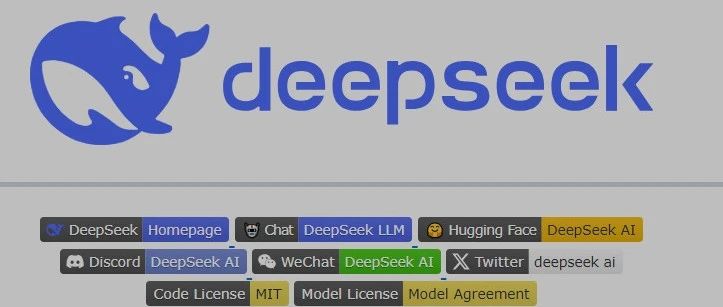 deepseek
DeepSeek Homepage Chat DeepSeek LLM Hugging Face DeepSeek AI
Discord DeepSeek AI WeChat DeepSeek AI Twitter deepseek ai
Code License MIT Model License Model Agreement